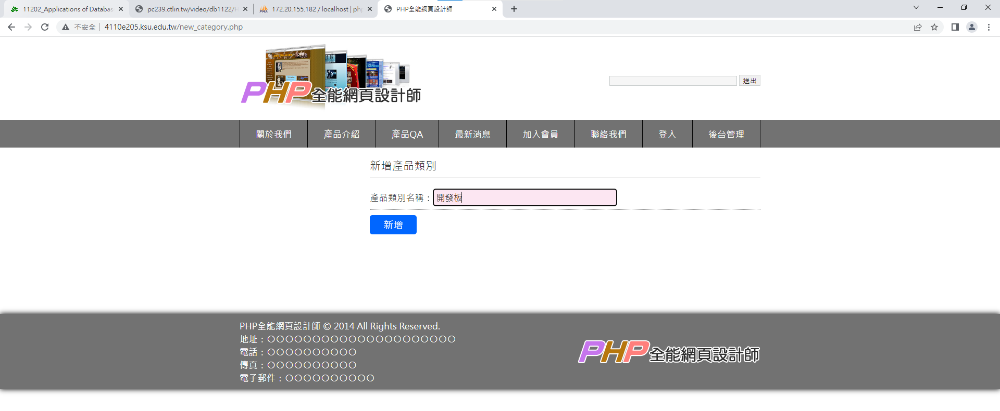 11202_Applications of Databas
pc239.ctlin.tw/video/db1122/H
172.20.155.182 / localhost | php
PHP全能網頁設計師
不安全
4110e205.ksu.edu.tw/new_category.php
PHP全能網頁設計師
送出
關於我們
產品介紹
產品QA
最新消息
加入會員
聯絡我們
登入
後台管理
新增產品類別
產品類別名稱：開發板
新增
PHP全能網頁設計師 © 2014 All Rights Reserved.
地址：〇〇〇〇〇〇〇〇〇〇〇〇〇〇〇〇〇〇〇〇〇
電話：〇〇〇〇〇〇〇〇〇〇
傳真：〇〇〇〇〇〇〇〇〇〇
電子郵件：〇〇〇〇〇〇〇〇〇〇
PHP全能網頁設計師